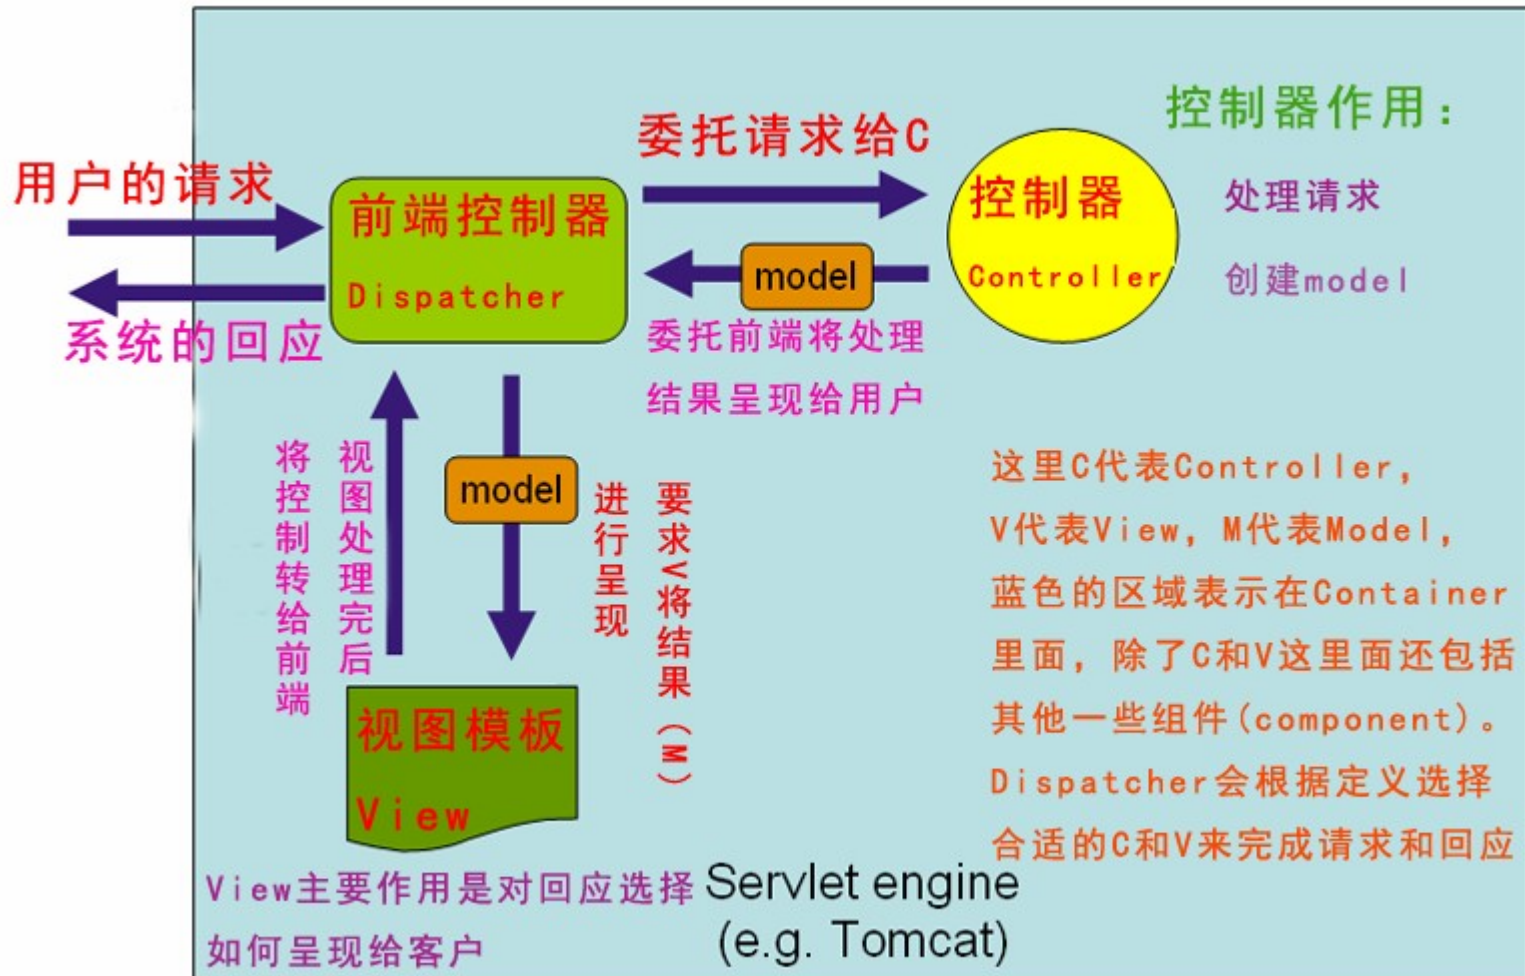 控制器作用：
委托请求给C
用户的请求
前端控制器
Dispatcher
控制器
Controller
处理请求
创建model
model
系统的回应
委托前端将处理
结果呈现给用户
视图处理完后
将控制转给前端
model
要求V将结果（M）
进行呈现
这里C代表Controller，
V代表View，M代表Model，
蓝色的区域表示在Container
里面，除了C和V这里面还包括
其他一些组件(component)。
Dispatcher会根据定义选择
合适的C和V来完成请求和回应
视图模板
View
View主要作用是对回应选择
如何呈现给客户
Servlet engine
(e.g. Tomcat)